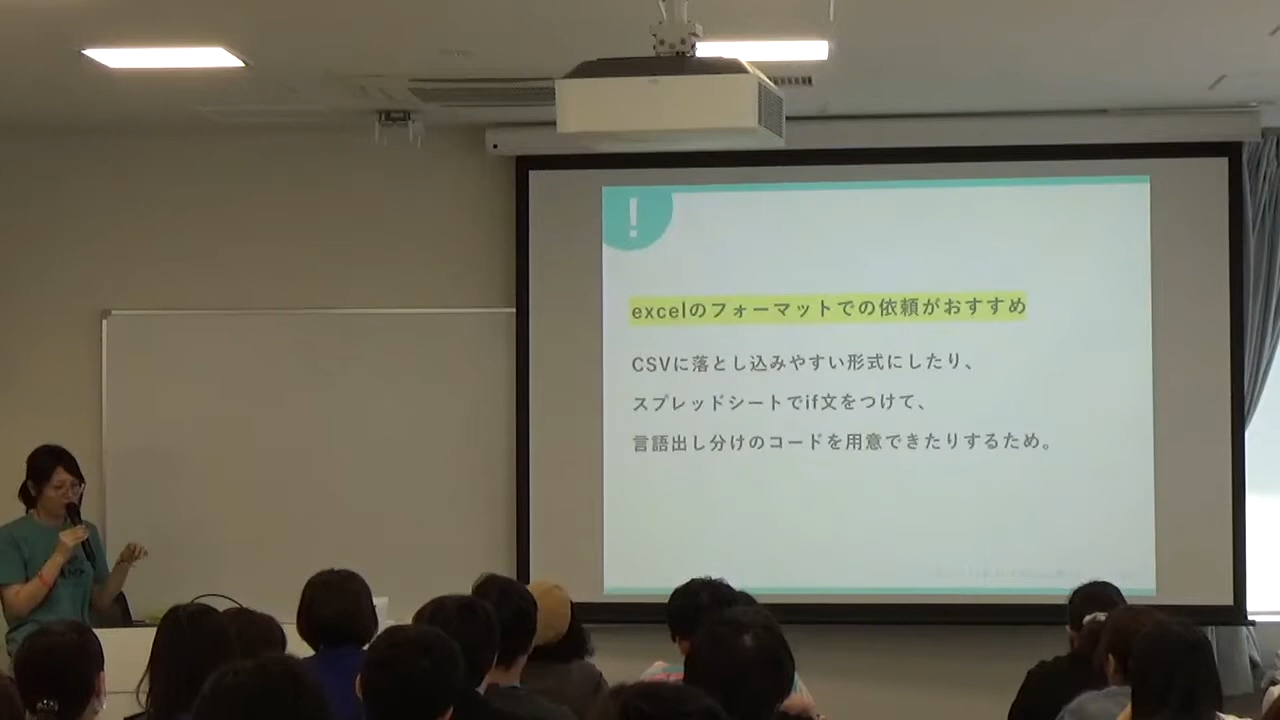 !
excelのフォーマットでの依頼がおすすめ
CSVに落とし込みやすい形式にしたり、
スプレッドシートでif文をつけて、
言語出し分けのコードを用意できたりするため。